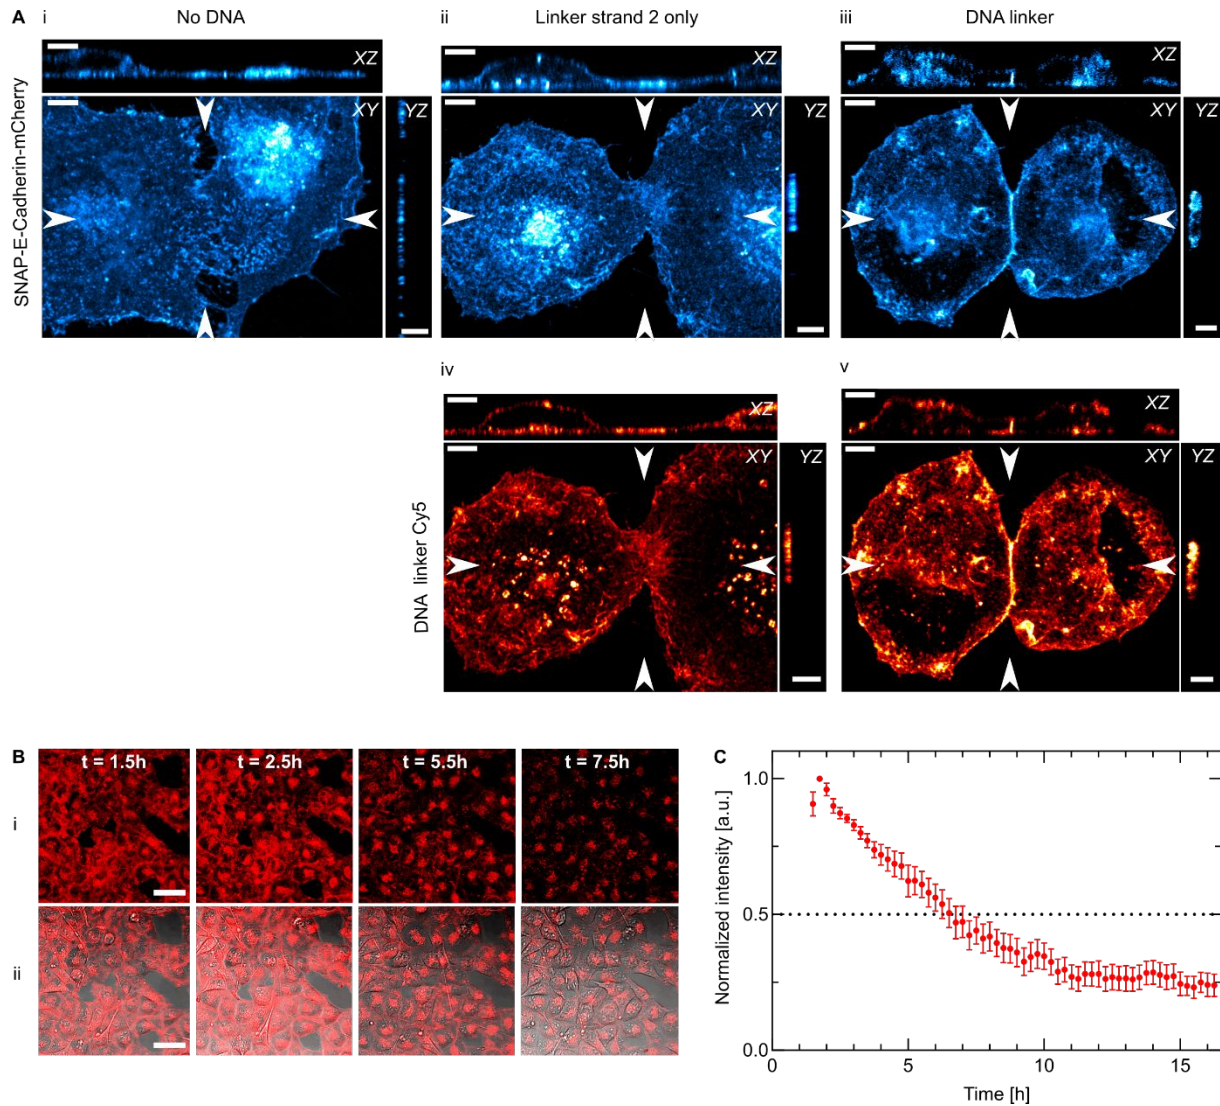 A
i
No DNA
ii
Linker strand 2 only
iii
DNA linker
SNAP-E-Cadherin-mCherry
XZ
XY
YZ
XZ
XY
YZ
XZ
XY
YZ
iv
v
DNA linker Cy5
XZ
XY
YZ
XZ
XY
YZ
B
t = 1.5h
t = 2.5h
t = 5.5h
t = 7.5h
i
ii
C
Normalized intensity [a.u.]
1.0
0.5
1.0
0
5
10
15
Time [h]